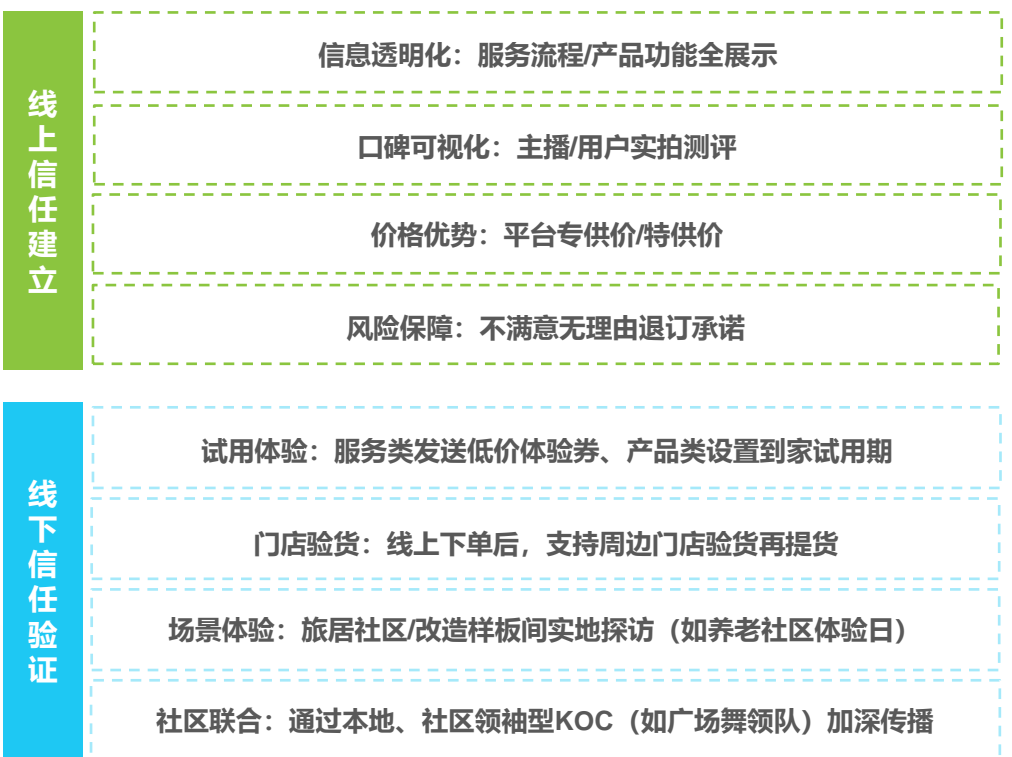 线上信任建立
信息透明化：服务流程/产品功能全展示
口碑可视化：主播/用户实拍测评
价格优势：平台专供价/特供价
风险保障：不满意无理由退订承诺
线下信任验证
试用体验：服务类发送低价体验券、产品类设置到家试用期
门店验货：线上下单后，支持周边门店验货再提货
场景体验：旅居社区/改造样板间实地探访（如养老社区体验日）
社区联合：通过本地、社区领袖型KOC（如广场舞领队）加深传播